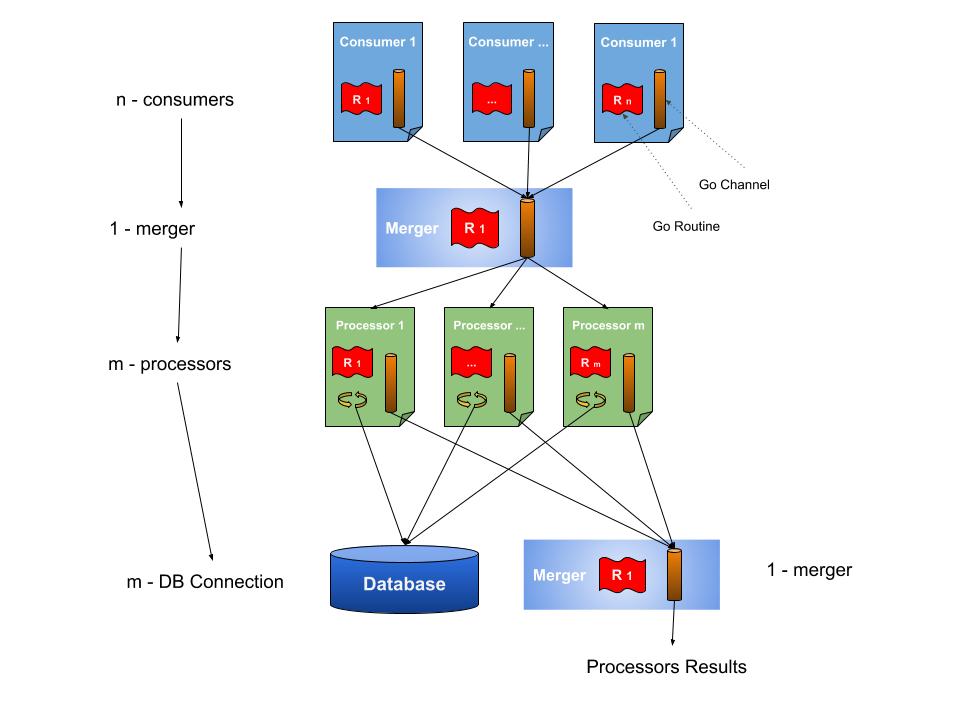 Consumer 1
Consumer ...
Consumer 1
R 1
...
R n
n - consumers
Go Channel
Go Routine
1 - merger
Merger
R 1
Processor 1
Processor ...
Processor m
R 1
...
R m
m - processors
m - DB Connection
Database
Merger
R 1
1 - merger
Processors Results